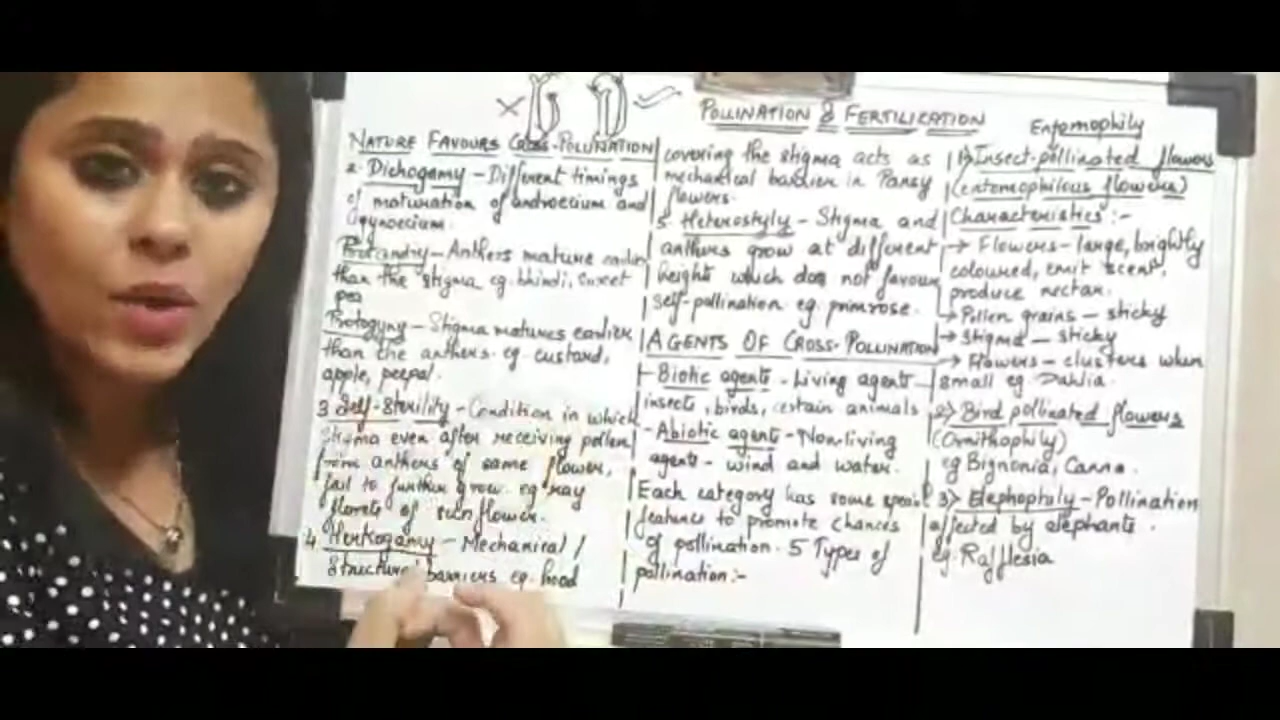 POLLINATION & FERTILIZATION
NATURE FAVOURS CROSS-POLLINATION
2. Dichogamy - Different timings
of maturation of androecium and
Gynoecium.
Protandry - Anthers mature earlier
than the stigma eg. bhindi, sweet
pea
Protogyny - Stigma matures earlier
than the anthers. eg. custard,
apple, peepal.
3 Self-Sterility - Condition in which
Stigma even after receiving pollen
from anthers of same flower,
fail to further grow. eg ray
florets of sunflower.
4. Herkogamy - Mechanical /
Structural barriers eg. hood
covering the stigma acts as
mechanical barrier in Pansy
flowers.
5. Heterostyly - Stigma and
anthers grow at different
heights which does not favour
self-pollination eg. primrose.
AGENTS OF CROSS-POLLINATION
- Biotic agents - Living agents
insect, birds, certain animals
- Abiotic agents - Non-living
agents - wind and water.
Each category has some special
features to promote chances
of pollination. 5 Types of
pollination:-
Entomophily
1) Insect-pollinated flowers
(entomophilous flowers)
Characteristics:-
→ Flowers - large, brightly
coloured, emit scent,
produce nectar.
→ Pollen grains - sticky
→ Stigma - sticky
→ Flowers - clusters when
small eg. Dahlia.
2) Bird pollinated flowers
(Ornithophily)
eg Bignonia, Canna.
3) Elephophily - Pollination
affected by elephants.
Eg. Rafflesia